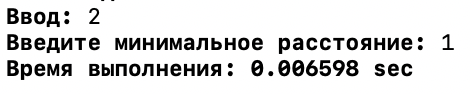 Ввод: 2
Введите минимальное расстояние: 1
Время выполнения: 0.006598 sec